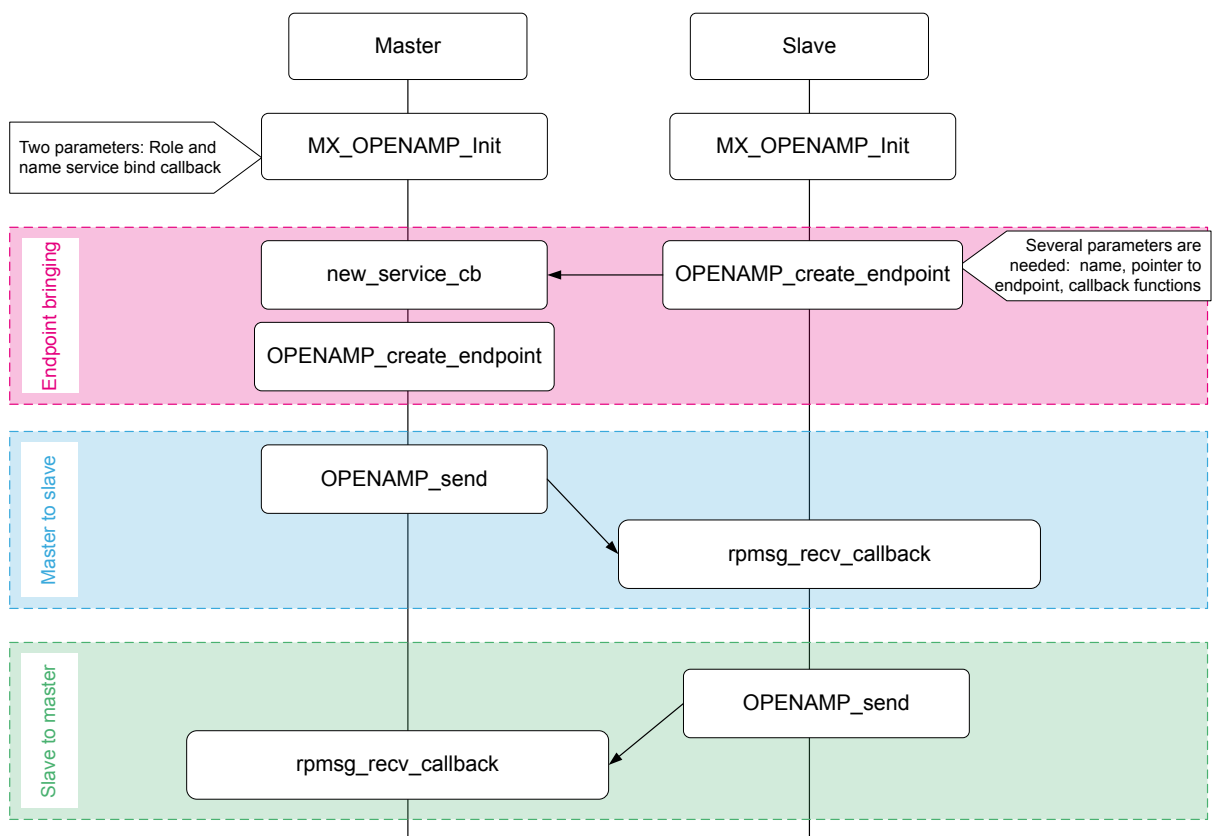 Master
Slave
Two parameters: Role and
name service bind callback
MX_OPENAMP_Init
MX_OPENAMP_Init
Endpoint bringing
new_service_cb
OPENAMP_create_endpoint
Several parameters are
needed: name, pointer to
endpoint, callback functions
OPENAMP_create_endpoint
Master to slave
OPENAMP_send
rpmsg_recv_callback
Slave to master
OPENAMP_send
rpmsg_recv_callback